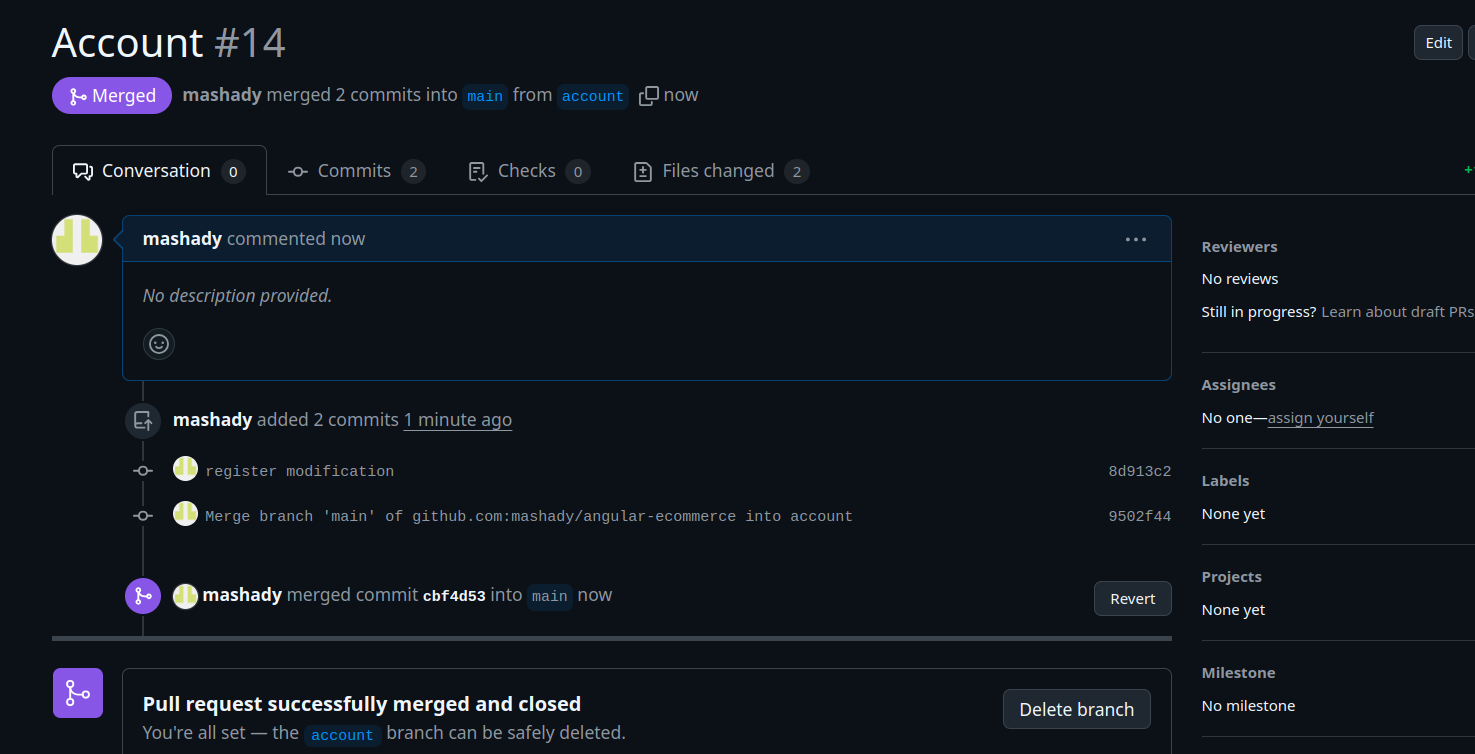 Account #14
Edit
Merged mashady merged 2 commits into main from account now
Conversation 0 Commits 2 Checks 0 Files changed 2
mashady commented now
No description provided.
mashady added 2 commits 1 minute ago
register modification 8d913c2
Merge branch 'main' of github.com:mashady/angular-ecommerce into account 9502f44
mashady merged commit cbf4d53 into main now
Revert
Pull request successfully merged and closed
You're all set — the account branch can be safely deleted.
Delete branch
Reviewers
No reviews
Still in progress? Learn about draft PRs
Assignees
No one—assign yourself
Labels
None yet
Projects
None yet
Milestone
No milestone